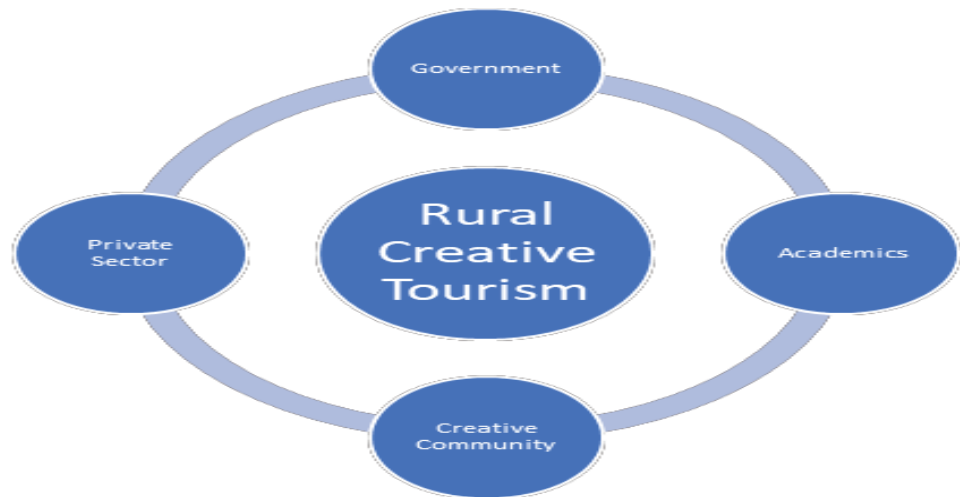 Government
Rural
Creative
Tourism
Private
Sector
Academics
Creative
Community